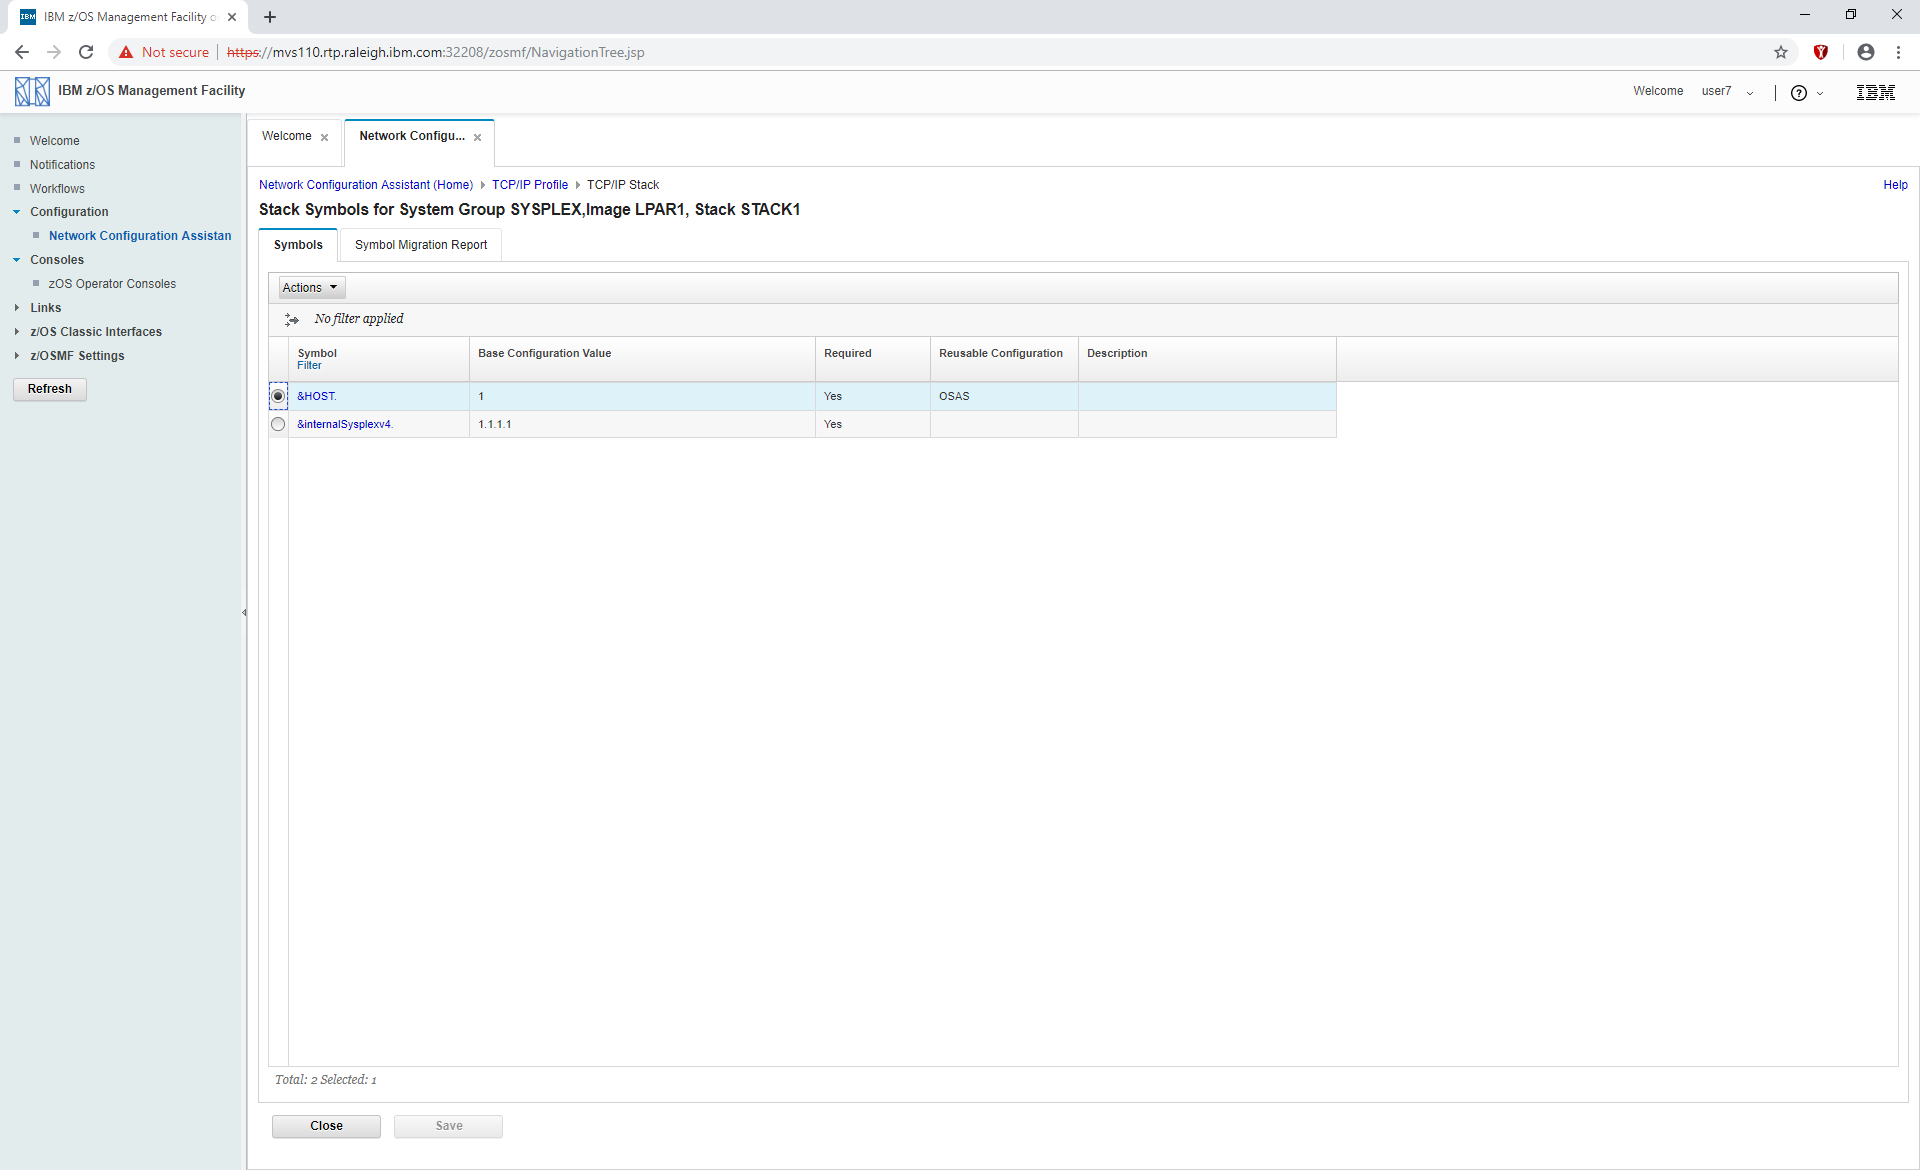 IBM IBM z/OS Management Facility o
Not secure https://mvs110.rtp.raleigh.ibm.com:32208/zosmf/NavigationTree.jsp
IBM z/OS Management Facility
Welcome user7
IBM
Welcome
Notifications
Workflows
Configuration
Network Configuration Assistan
Consoles
zOS Operator Consoles
Links
z/OS Classic Interfaces
z/OSMF Settings
Refresh
Welcome
Network Configu...
Network Configuration Assistant (Home) TCP/IP Profile TCP/IP Stack
Help
Stack Symbols for System Group SYSPLEX,Image LPAR1, Stack STACK1
Symbols
Symbol Migration Report
Actions
No filter applied
Symbol Base Configuration Value Required Reusable Configuration Description
Filter
&HOST. 1 Yes OSAS
&internalSysplexv4. 1.1.1.1 Yes
Total: 2 Selected: 1
Close
Save